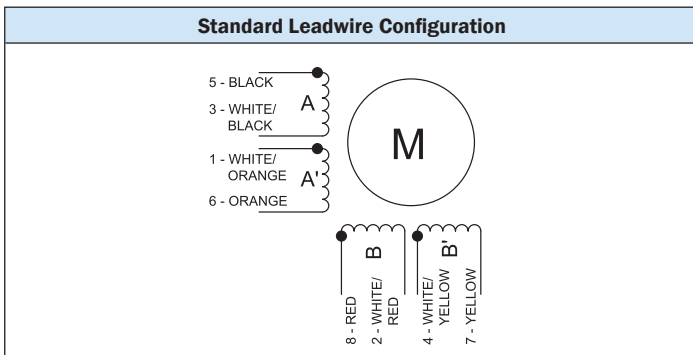 Standard Leadwire Configuration
5 - BLACK
3 - WHITE/
BLACK
A
1 - WHITE/
ORANGE
A'
6 - ORANGE
M
B
B'
8 - RED
2 - WHITE/
RED
4 - WHITE/
YELLOW
7 - YELLOW